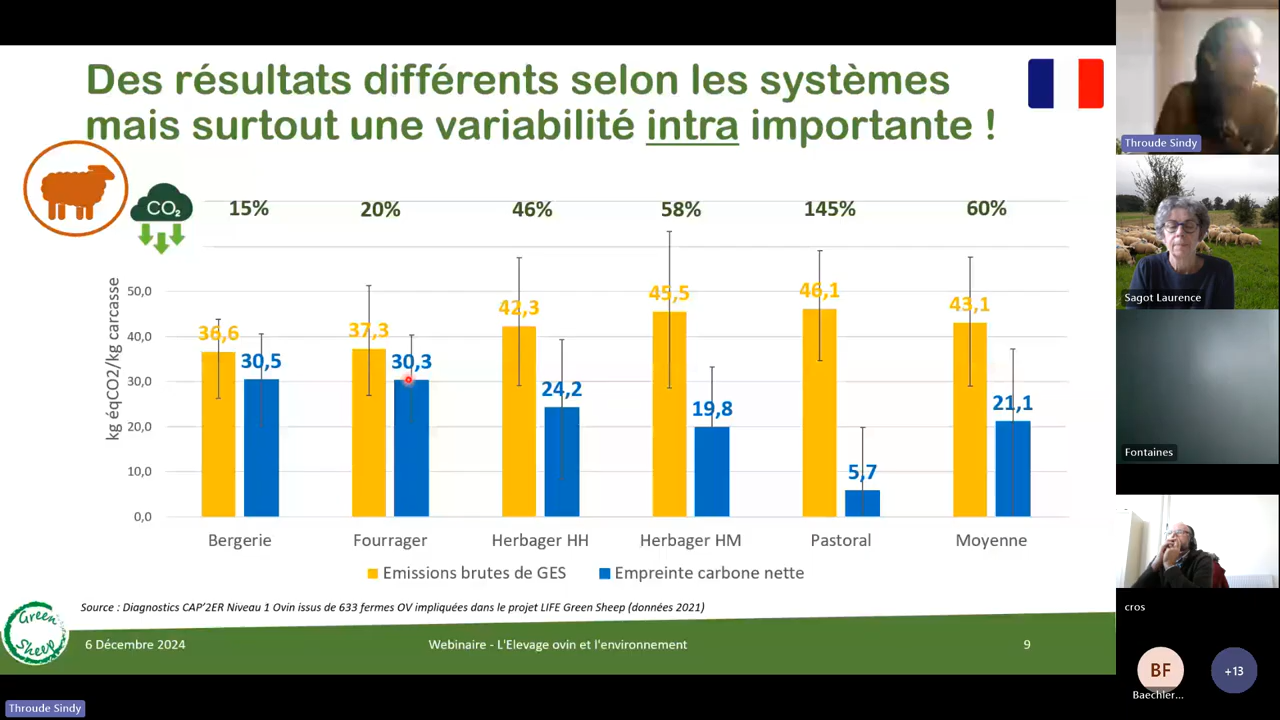 Des résultats différents selon les systèmes
mais surtout une variabilité intra importante !
CO2
15% 20% 46% 58% 145% 60%
kg éqCO2/kg carcasse
50,0
40,0
30,0
20,0
10,0
0,0
36,6 30,5
37,3 30,3
42,3 24,2
45,5 19,8
46,1 5,7
43,1 21,1
Bergerie Fourrager Herbager HH Herbager HM Pastoral Moyenne
Emissions brutes de GES Empreinte carbone nette
Source : Diagnostics CAP'2ER Niveau 1 Ovin issus de 633 fermes OV impliquées dans le projet LIFE Green Sheep (données 2021)
Green
Sheep
6 Décembre 2024 Webinaire - L'Elevage ovin et l'environnement 9
Throude Sindy
Throude Sindy
Sagot Laurence
Fontaines
cros
BF
Baechler...
+13